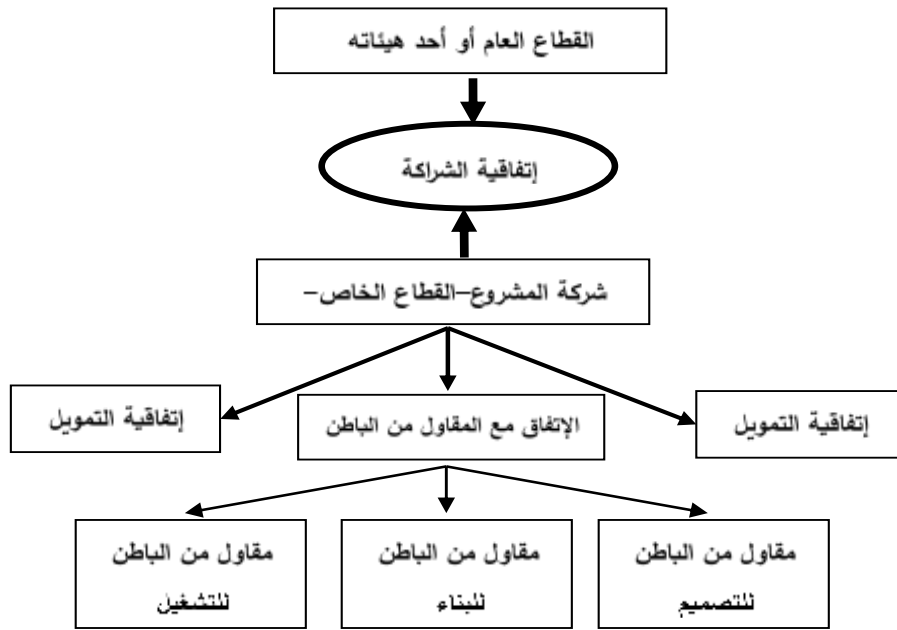 القطاع العام أو أحد هيئاته
إتفاقية الشراكة
شركة المشروع–القطاع الخاص–
إتفاقية التمويل
الإتفاق مع المقاول من الباطن
إتفاقية التمويل
مقاول من الباطن
للتصميم
مقاول من الباطن
للبناء
مقاول من الباطن
للتشغيل